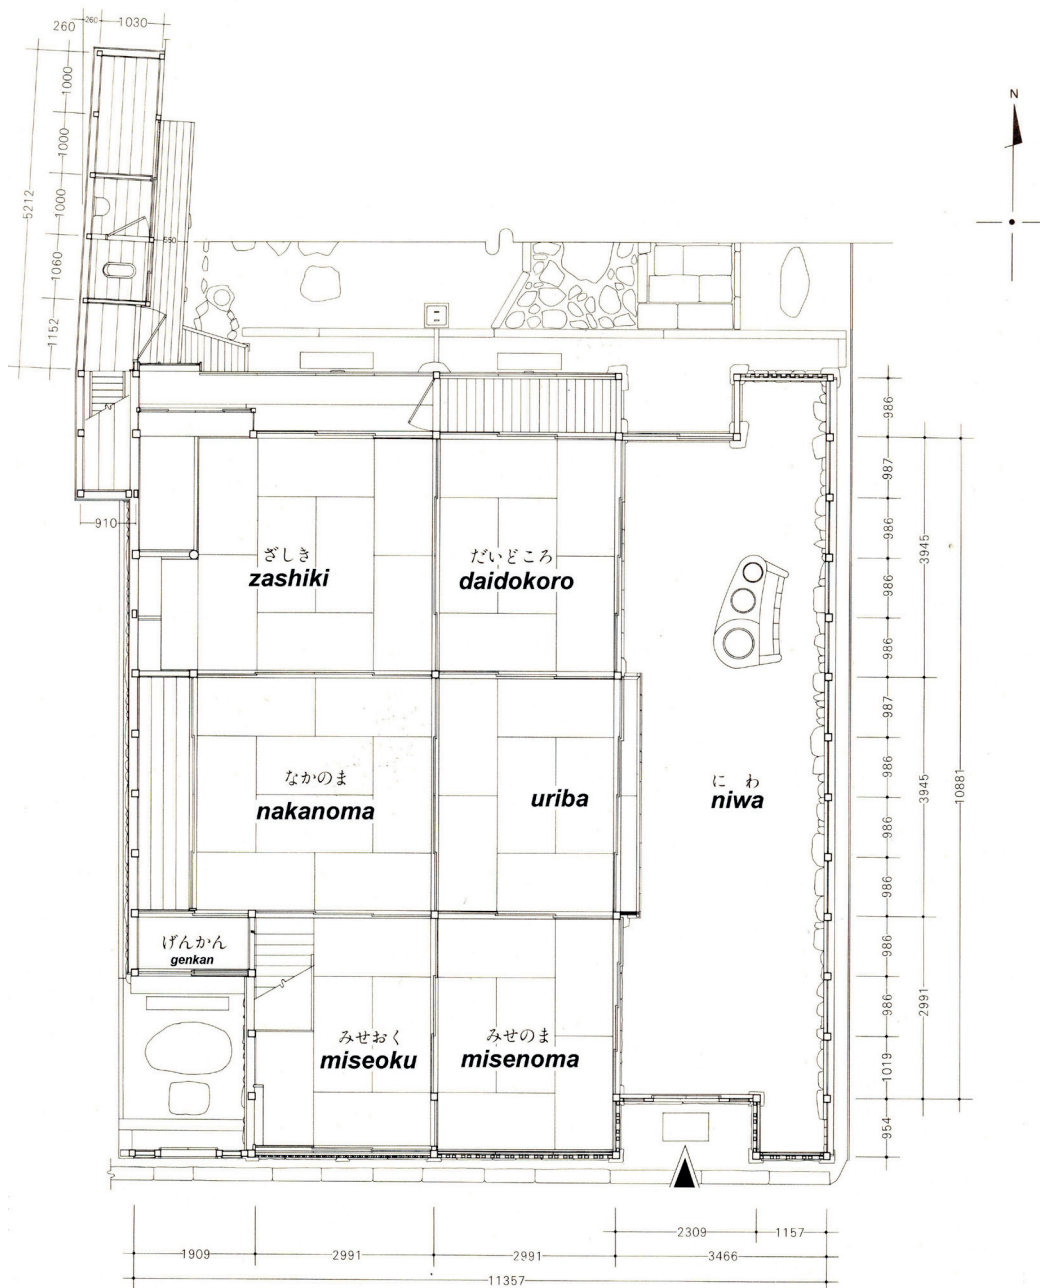 260
260
1030
N
1000
1000
1000
5212
550
1060
1152
986
987
910
986
3945
ざしき
zashiki
だいどころ
daidokoro
986
986
987
なかのま
nakanoma
uriba
にわ
niwa
986
3945
10881
986
986
げんかん
genkan
986
986
2991
みせおく
miseoku
みせのま
misenoma
1019
954
2309
1157
1909
2991
2991
3466
11357